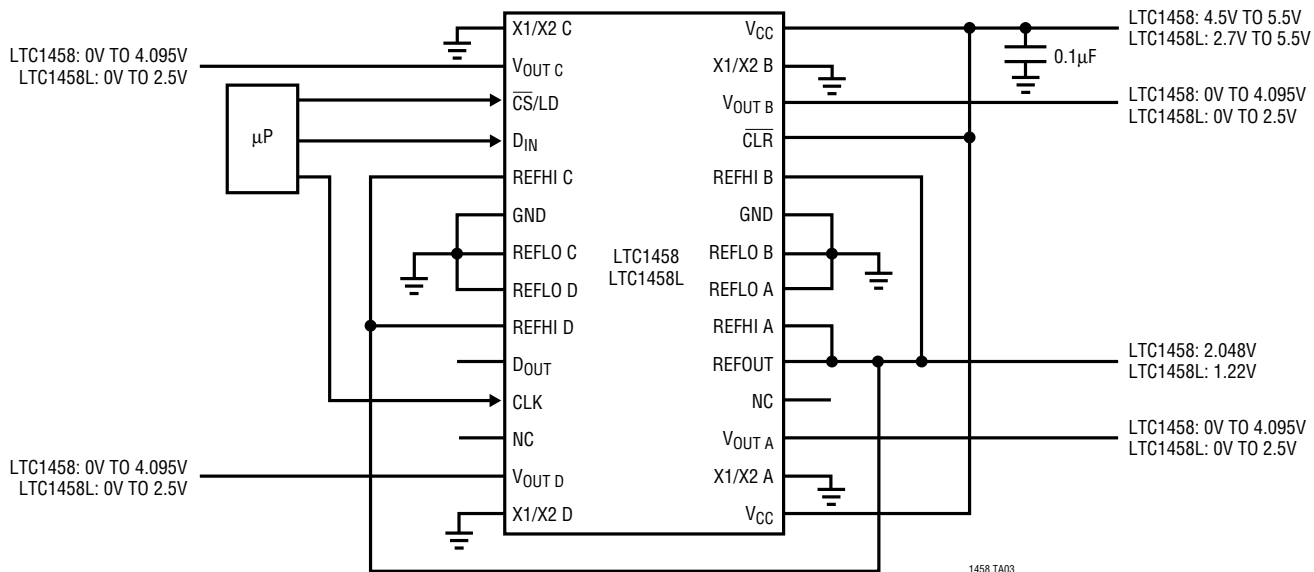 LTC1458: 0V TO 4.095V
LTC1458L: 0V TO 2.5V
µP
X1/X2 C
VOUT C
CS/LD
DIN
REFHI C
GND
REFLO C
REFLO D
REFHI D
DOUT
CLK
NC
VOUT D
X1/X2 D
LTC1458: 0V TO 4.095V
LTC1458L: 0V TO 2.5V
LTC1458
LTC1458L
VCC
X1/X2 B
VOUT B
CLR
REFHI B
GND
REFLO B
REFLO A
REFHI A
REFOUT
NC
VOUT A
X1/X2 A
VCC
LTC1458: 4.5V TO 5.5V
LTC1458L: 2.7V TO 5.5V
0.1µF
LTC1458: 0V TO 4.095V
LTC1458L: 0V TO 2.5V
LTC1458: 2.048V
LTC1458L: 1.22V
LTC1458: 0V TO 4.095V
LTC1458L: 0V TO 2.5V
1458 TA03